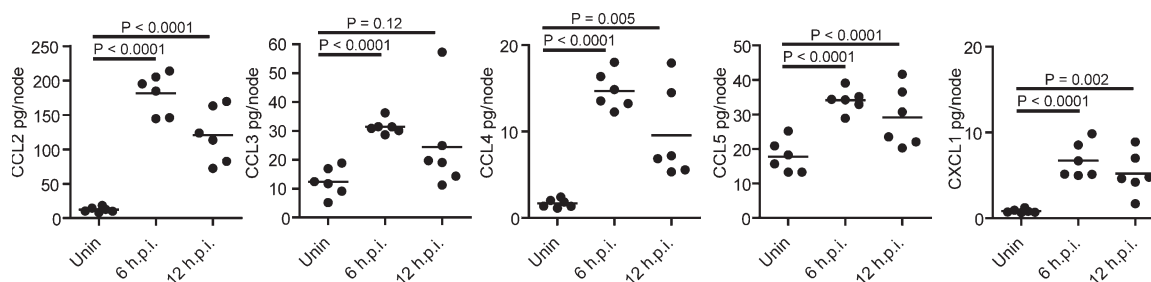 P < 0.0001
P < 0.0001
CCL2 pg/node
250
200
150
100
50
0
Unin
6 h.p.i.
12 h.p.i.
P = 0.12
P < 0.0001
CCL3 pg/node
60
50
40
30
20
10
0
Unin
6 h.p.i.
12 h.p.i.
P = 0.005
P < 0.0001
CCL4 pg/node
20
10
0
Unin
6 h.p.i.
12 h.p.i.
P < 0.0001
P < 0.0001
CCL5 pg/node
50
40
30
20
10
0
Unin
6 h.p.i.
12 h.p.i.
P = 0.002
P < 0.0001
CXCL1 pg/node
20
10
0
Unin
6 h.p.i.
12 h.p.i.